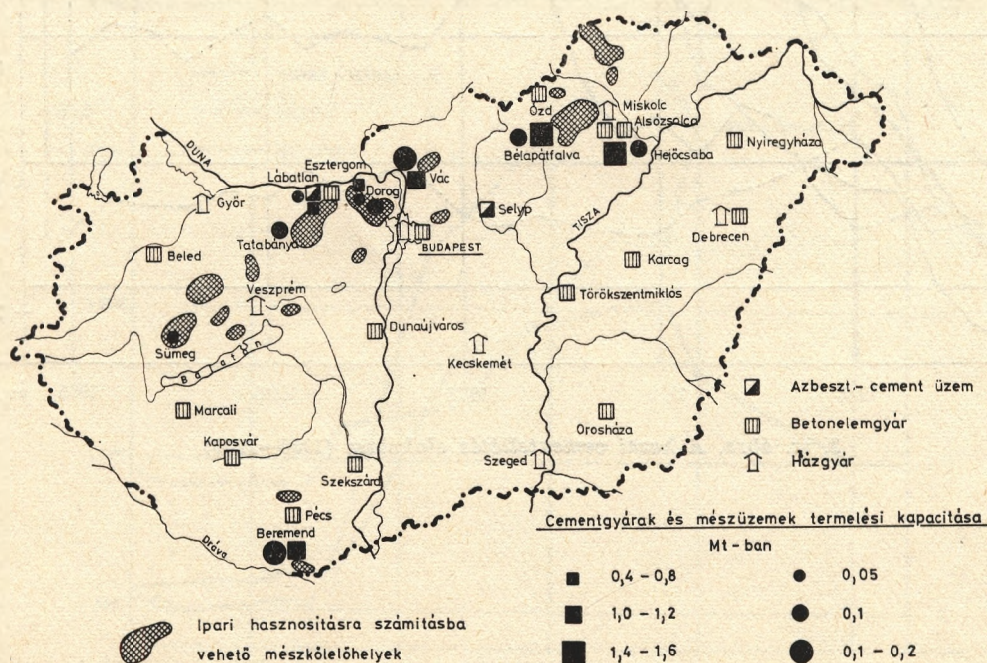 Ózd
Miskolc
Alsózsolca
Bélapátfalva
Hejőcsaba
Nyiregyháza
DUNA
Esztergom
Lábatlan
Dorog
Vác
Győr
Selyp
TISZA
Debrecen
Tatabánya
BUDAPEST
Beled
Karcag
Veszprém
Törökszentmiklós
Dunaújváros
Sümeg
Balaton
Kecskemét
Marcali
Orosháza
Kaposvár
Szeged
Szekszárd
Pécs
Beremend
Dráva
Azbeszt-cement üzem
Betonelemgyár
Házgyár
Cementgyárak és mészüzemek termelési kapacitása
Mt-ban
0,4 - 0,8
0,05
1,0 - 1,2
0,1
1,4 - 1,6
0,1 - 0,2
Ipari hasznosításra számításba
vehető mészkőlelőhelyek